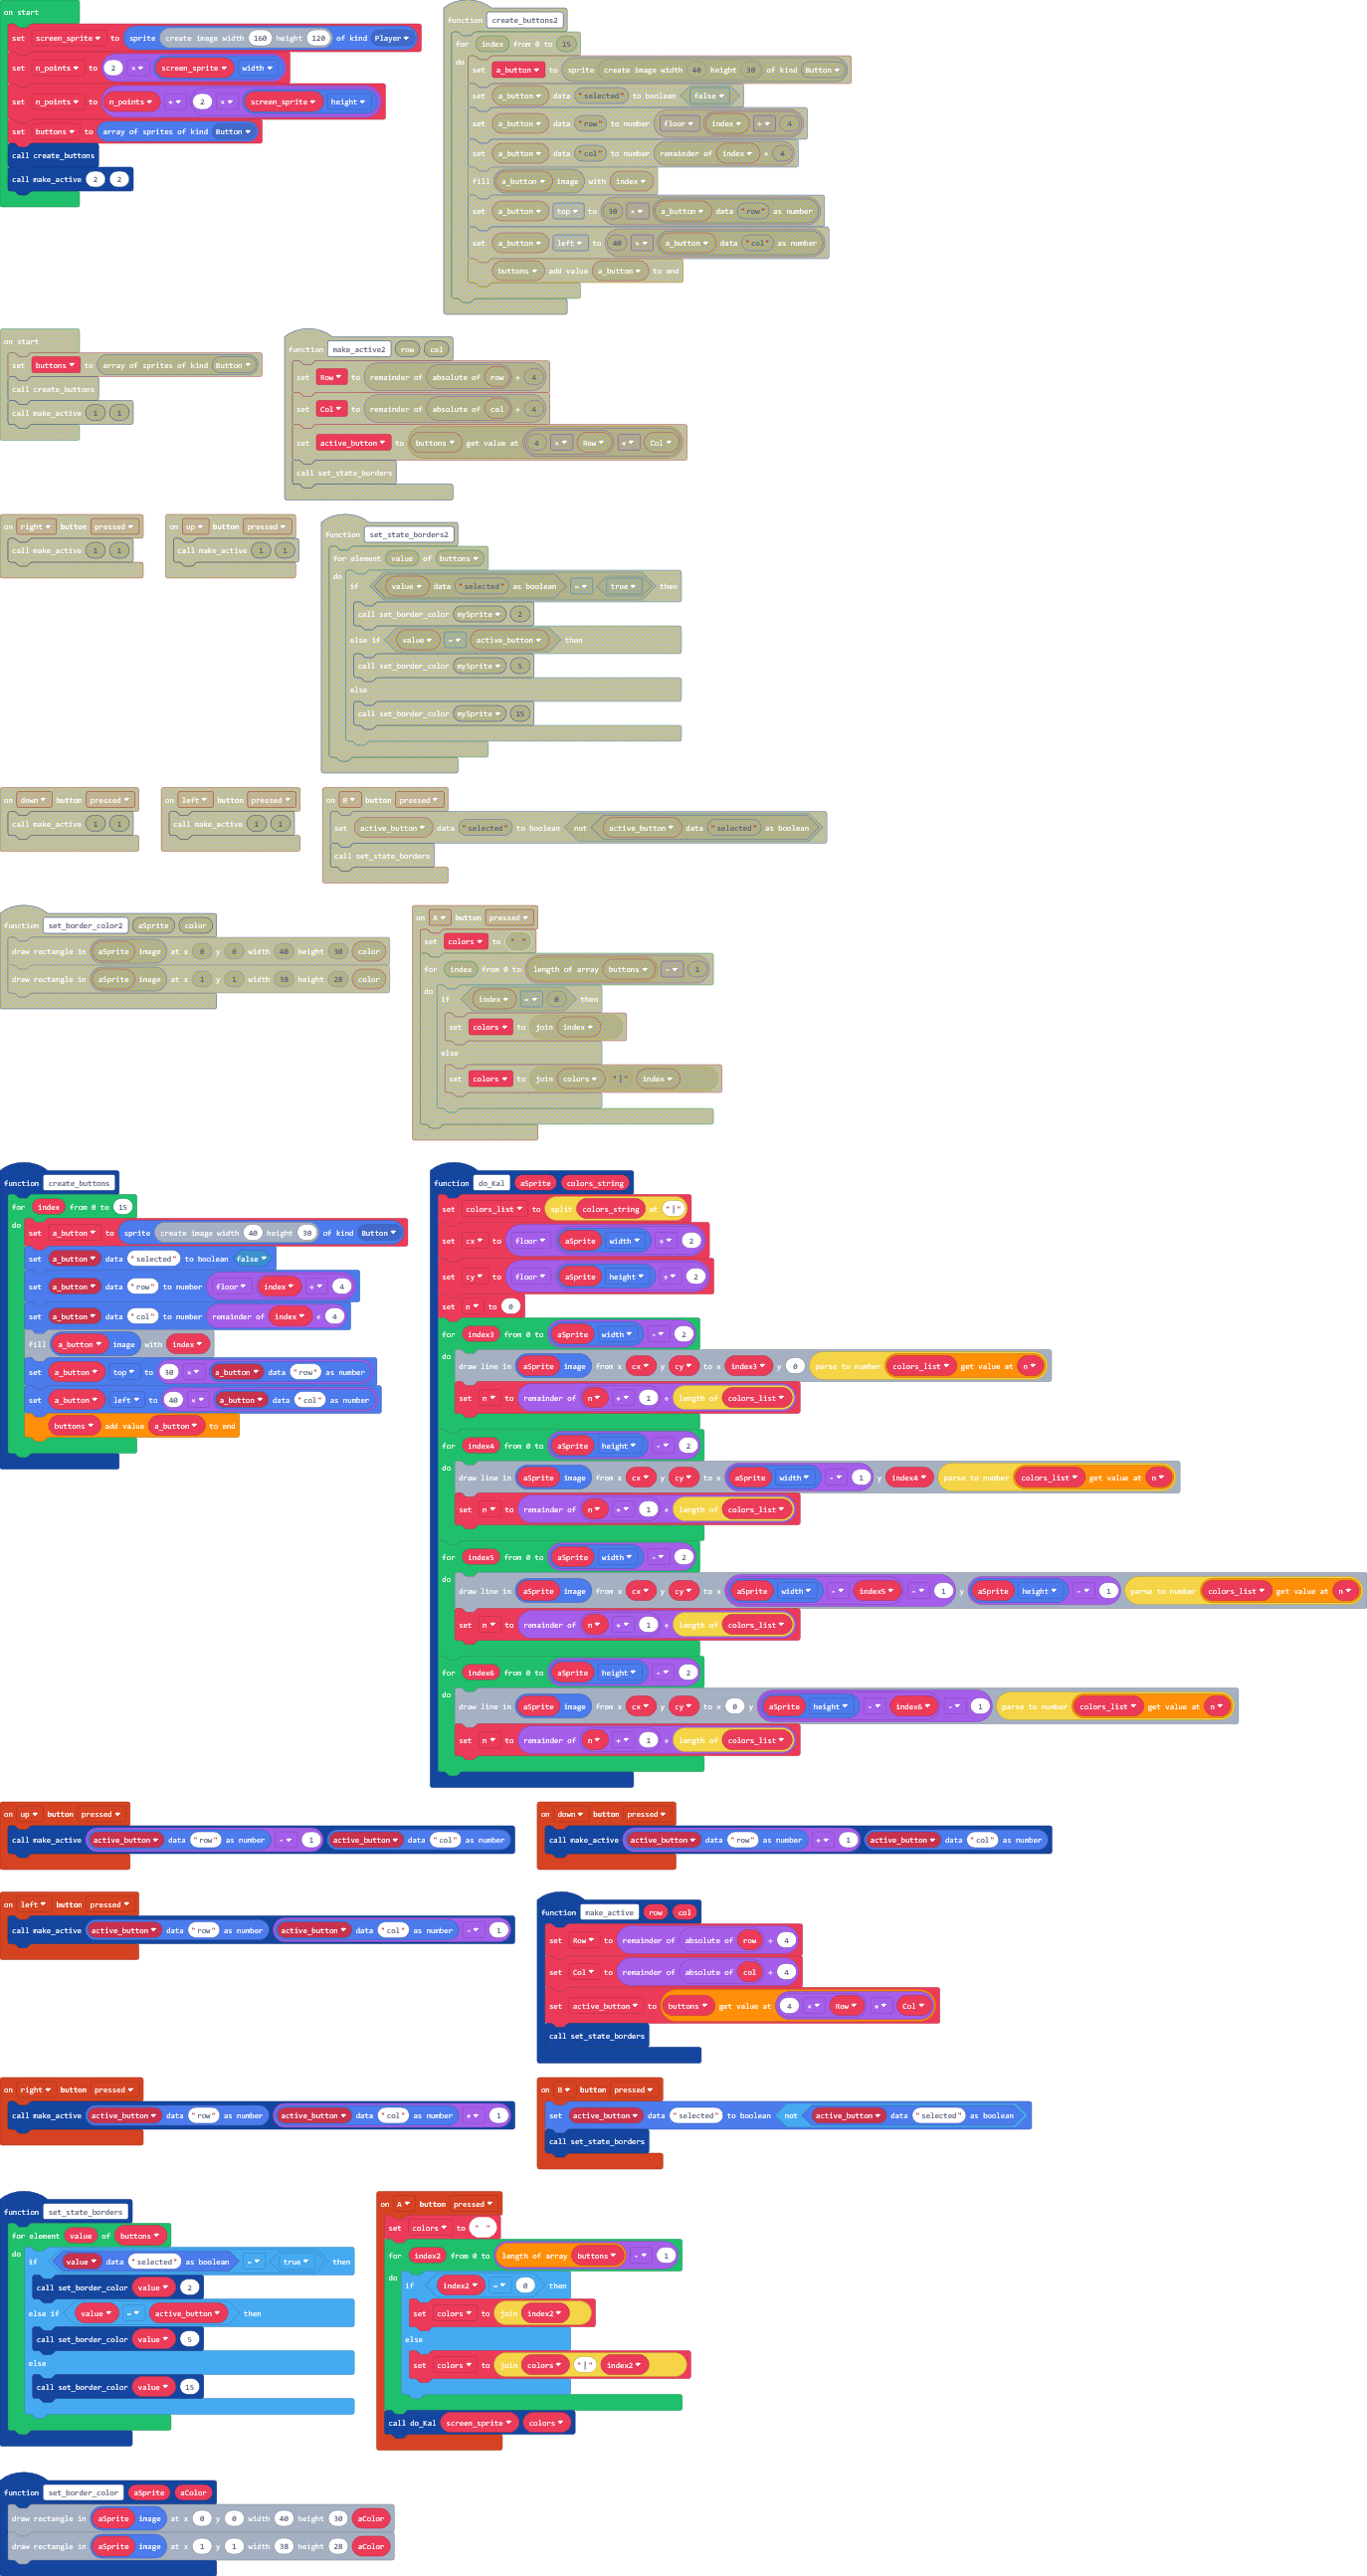 on start
set screen_sprite to sprite create image width 160 height 120 of kind Player
set n_points to 2 × screen_sprite width
set n_points to n_points + 2 × screen_sprite height
set buttons to array of sprites of kind Button
call create_buttons
call make_active 2 2
function create_buttons2
for index from 0 to 15
do
set a_button to sprite create image width 40 height 30 of kind Button
set a_button data "selected" to boolean false
set a_button data "row" to number floor index ÷ 4
set a_button data "col" to number remainder of index ÷ 4
fill a_button image with index
set a_button top to 30 × a_button data "row" as number
set a_button left to 40 × a_button data "col" as number
buttons add value a_button to end
on start
set buttons to array of sprites of kind Button
call create_buttons
call make_active 1 1
function make_active2 row col
set Row to remainder of absolute of row ÷ 4
set Col to remainder of absolute of col ÷ 4
set active_button to buttons get value at 4 × Row + Col
call set_state_borders
on right button pressed
call make_active 1 1
on up button pressed
call make_active 1 1
function set_state_borders2
for element value of buttons
do
if value data "selected" as boolean = true then
call set_border_color mySprite 2
else if value = active_button then
call set_border_color mySprite 5
else
call set_border_color mySprite 15
on down button pressed
call make_active 1 1
on left button pressed
call make_active 1 1
on B button pressed
set active_button data "selected" to boolean not active_button data "selected" as boolean
call set_state_borders
function set_border_color2 aSprite color
draw rectangle in aSprite image at x 0 y 0 width 40 height 30 color
draw rectangle in aSprite image at x 1 y 1 width 38 height 28 color
on A button pressed
set colors to " "
for index from 0 to length of array buttons - 1
do
if index = 0 then
set colors to join index
else
set colors to join colors "|" index
function create_buttons
for index from 0 to 15
do
set a_button to sprite create image width 40 height 30 of kind Button
set a_button data "selected" to boolean false
set a_button data "row" to number floor index ÷ 4
set a_button data "col" to number remainder of index ÷ 4
fill a_button image with index
set a_button top to 30 × a_button data "row" as number
set a_button left to 40 × a_button data "col" as number
buttons add value a_button to end
function do_Kal aSprite colors_string
set colors_list to split colors_string at "|"
set cx to floor aSprite width ÷ 2
set cy to floor aSprite height ÷ 2
set n to 0
for index3 from 0 to aSprite width - 2
do
draw line in aSprite image from x cx y cy to x index3 y 0 parse to number colors_list get value at n
set n to remainder of n + 1 ÷ length of colors_list
for index4 from 0 to aSprite height - 2
do
draw line in aSprite image from x cx y cy to x aSprite width - 1 y index4 parse to number colors_list get value at n
set n to remainder of n + 1 ÷ length of colors_list
for index5 from 0 to aSprite width - 2
do
draw line in aSprite image from x cx y cy to x aSprite width - index5 - 1 y aSprite height - 1 parse to number colors_list get value at n
set n to remainder of n + 1 ÷ length of colors_list
for index6 from 0 to aSprite height - 2
do
draw line in aSprite image from x cx y cy to x 0 y aSprite height - index6 - 1 parse to number colors_list get value at n
set n to remainder of n + 1 ÷ length of colors_list
on up button pressed
call make_active active_button data "row" as number - 1 active_button data "col" as number
on down button pressed
call make_active active_button data "row" as number + 1 active_button data "col" as number
on left button pressed
call make_active active_button data "row" as number active_button data "col" as number - 1
function make_active row col
set Row to remainder of absolute of row ÷ 4
set Col to remainder of absolute of col ÷ 4
set active_button to buttons get value at 4 × Row + Col
call set_state_borders
on right button pressed
call make_active active_button data "row" as number active_button data "col" as number + 1
on B button pressed
set active_button data "selected" to boolean not active_button data "selected" as boolean
call set_state_borders
function set_state_borders
for element value of buttons
do
if value data "selected" as boolean = true then
call set_border_color value 2
else if value = active_button then
call set_border_color value 5
else
call set_border_color value 15
on A button pressed
set colors to " "
for index2 from 0 to length of array buttons - 1
do
if index2 = 0 then
set colors to join index2
else
set colors to join colors "|" index2
call do_Kal screen_sprite colors
function set_border_color aSprite aColor
draw rectangle in aSprite image at x 0 y 0 width 40 height 30 aColor
draw rectangle in aSprite image at x 1 y 1 width 38 height 28 aColor